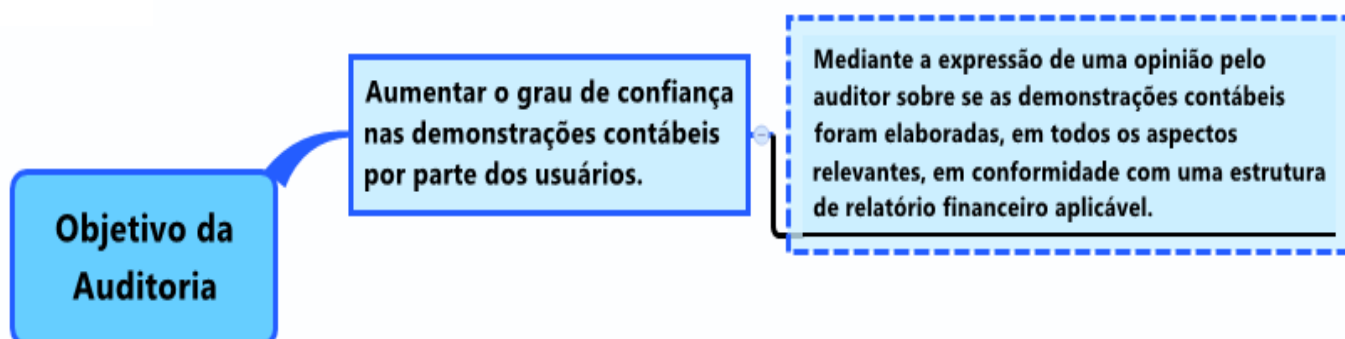 Objetivo da
Auditoria
Aumentar o grau de confiança
nas demonstrações contábeis
por parte dos usuários.
Mediante a expressão de uma opinião pelo
auditor sobre se as demonstrações contábeis
foram elaboradas, em todos os aspectos
relevantes, em conformidade com uma estrutura
de relatório financeiro aplicável.